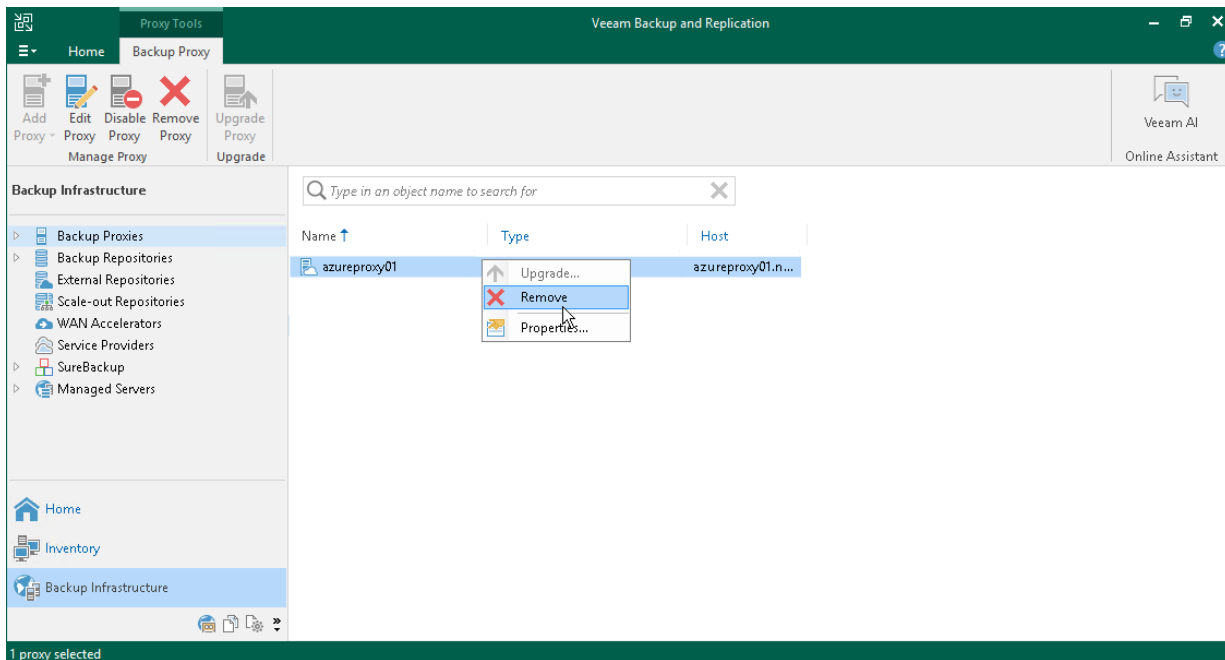 Proxy Tools
Veeam Backup and Replication
Home
Backup Proxy
Add
Proxy
Edit
Proxy
Disable
Proxy
Remove
Proxy
Upgrade
Proxy
Manage Proxy
Upgrade
Veeam AI
Online Assistant
Backup Infrastructure
Type in an object name to search for
Backup Proxies
Backup Repositories
External Repositories
Scale-out Repositories
WAN Accelerators
Service Providers
SureBackup
Managed Servers
Name
Type
Host
azureproxy01
azureproxy01.n...
Upgrade...
Remove
Properties...
Home
Inventory
Backup Infrastructure
1 proxy selected